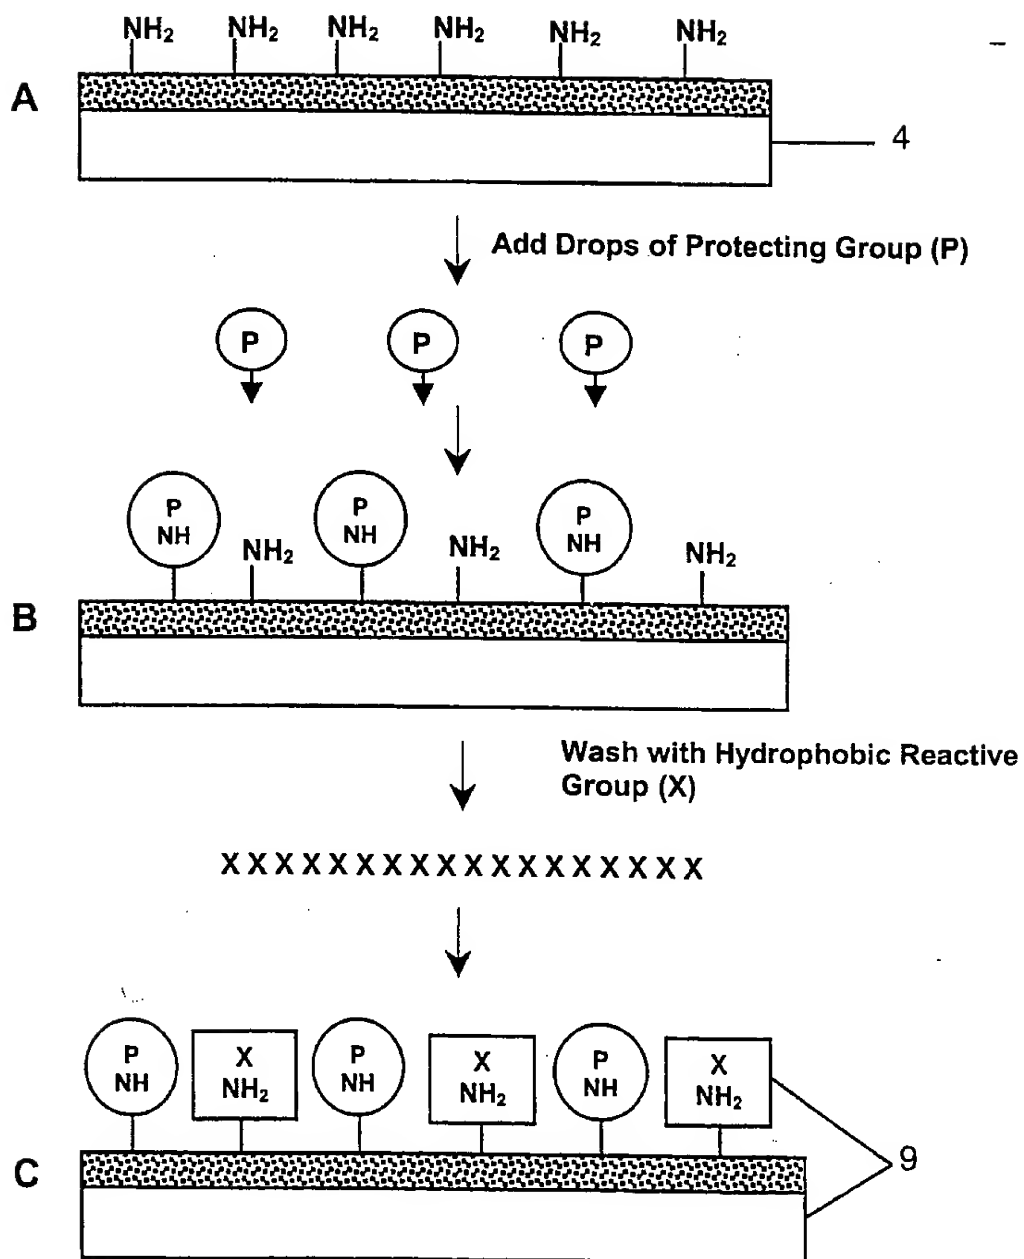 NH₂ NH₂ NH₂ NH₂ NH₂ NH₂
A
4
Add Drops of Protecting Group (P)
P P P
P P P
NH NH₂ NH NH₂ NH NH₂
B
Wash with Hydrophobic Reactive
Group (X)
X X X X X X X X X X X X X X X X X X
P X P X P X
NH NH₂ NH NH₂ NH NH₂
C
9